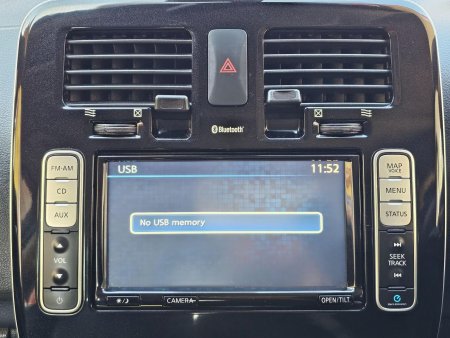 Bluetooth
FM-AM
CD
AUX
VOL
USB
11:52
No USB memory
CAMERA
OPEN/TILT
MAP
VOICE
MENU
STATUS
SEEK
TRACK